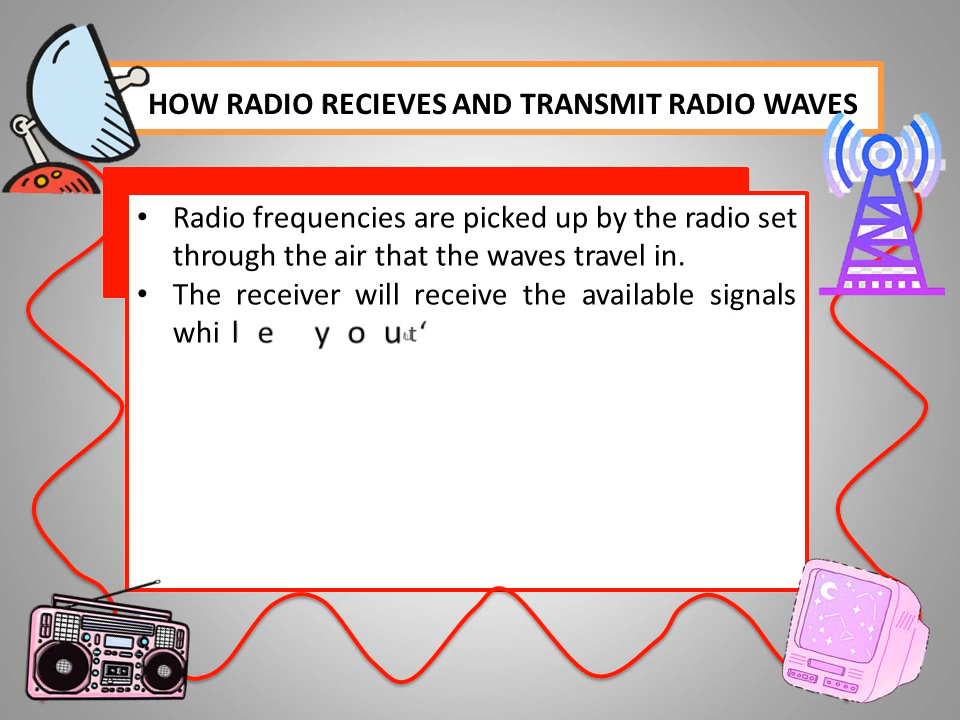 HOW RADIO RECIEVES AND TRANSMIT RADIO WAVES
• Radio frequencies are picked up by the radio set
through the air that the waves travel in.
• The receiver will receive the available signals
while you